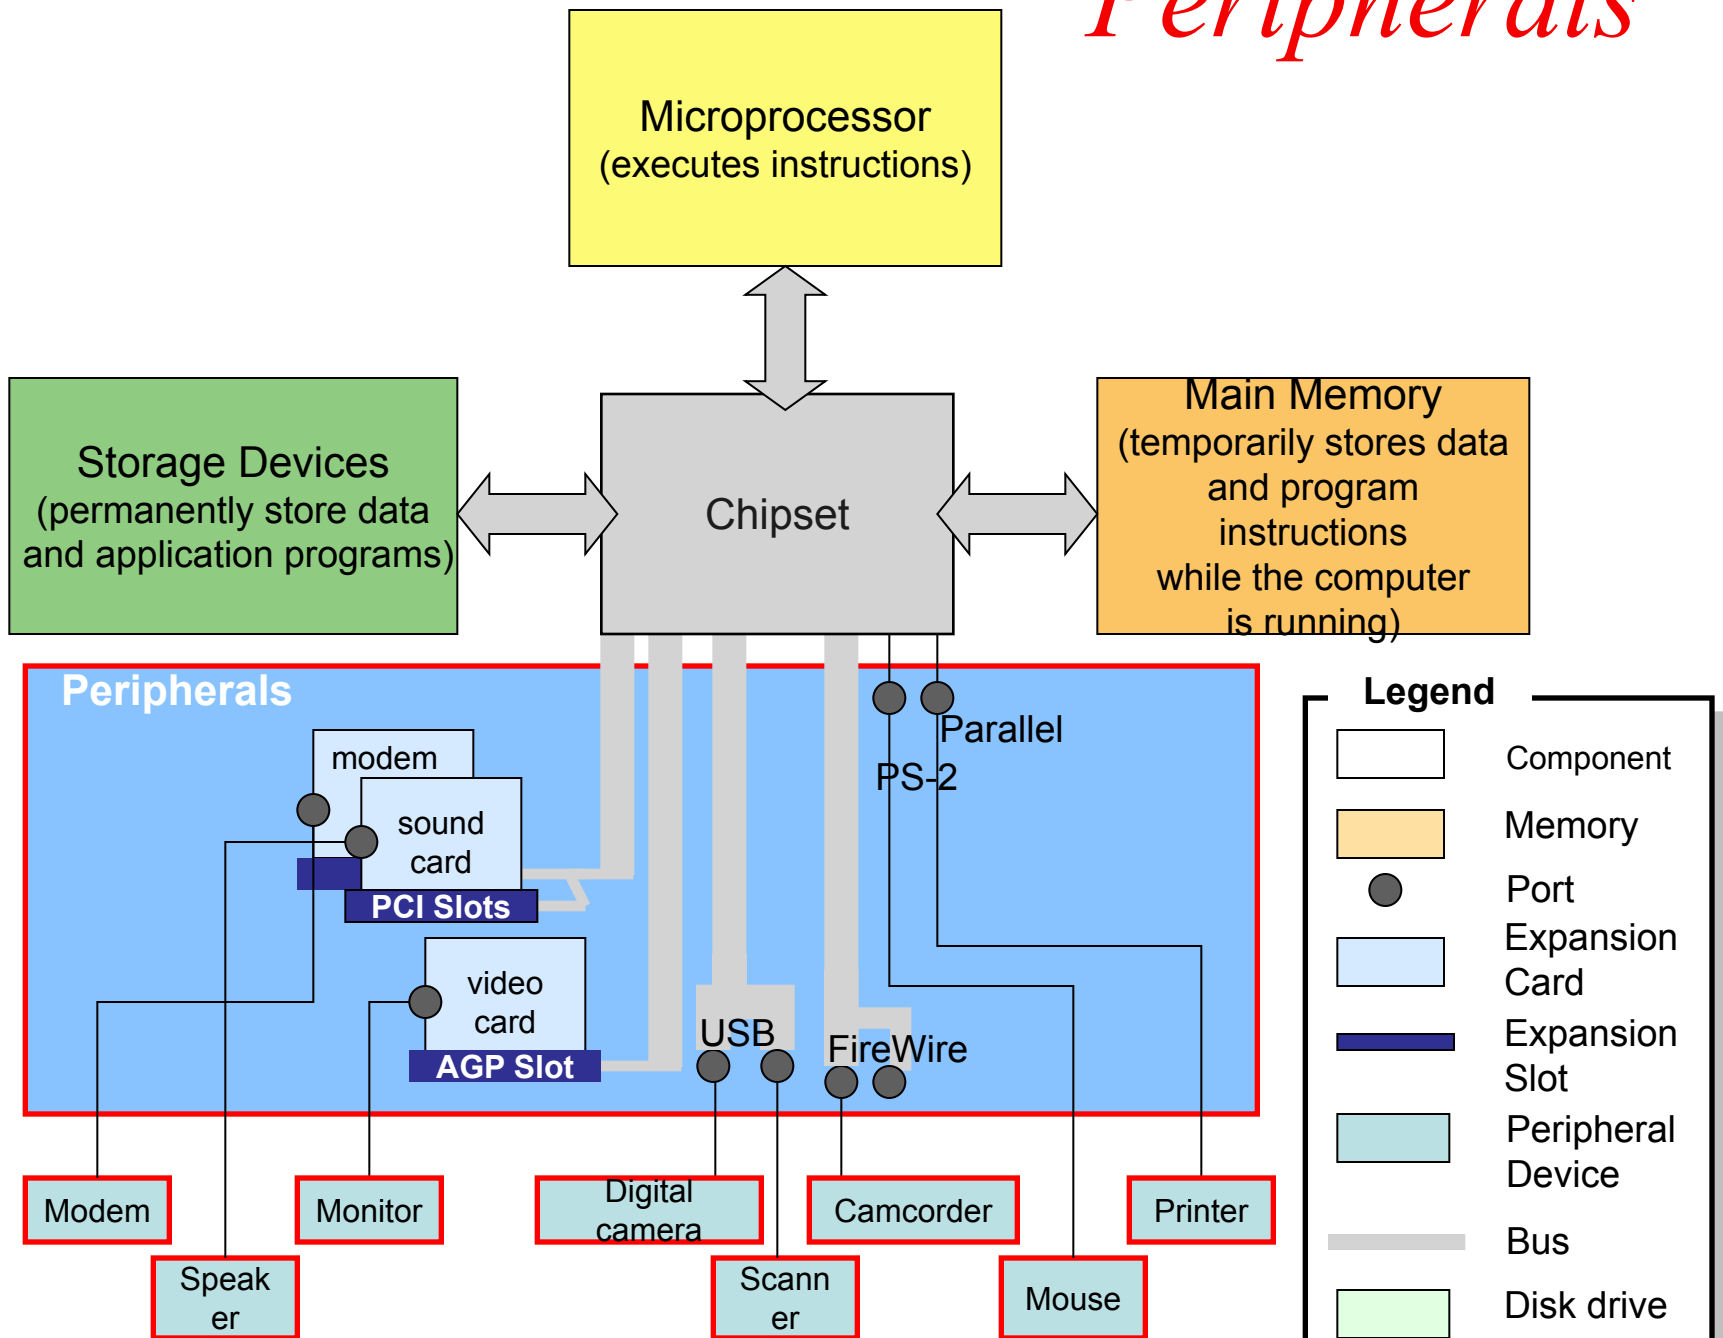 Peripherals
Microprocessor
(executes instructions)
Storage Devices
(permanently store data
and application programs)
Chipset
Main Memory
(temporarily stores data
and program
instructions
while the computer
is running)
Peripherals
modem
sound
card
PCI Slots
video
card
AGP Slot
USB
FireWire
PS-2
Parallel
Modem
Speak
er
Monitor
Digital
camera
Scann
er
Camcorder
Mouse
Printer
Legend
Component
Memory
Port
Expansion
Card
Expansion
Slot
Peripheral
Device
Bus
Disk drive